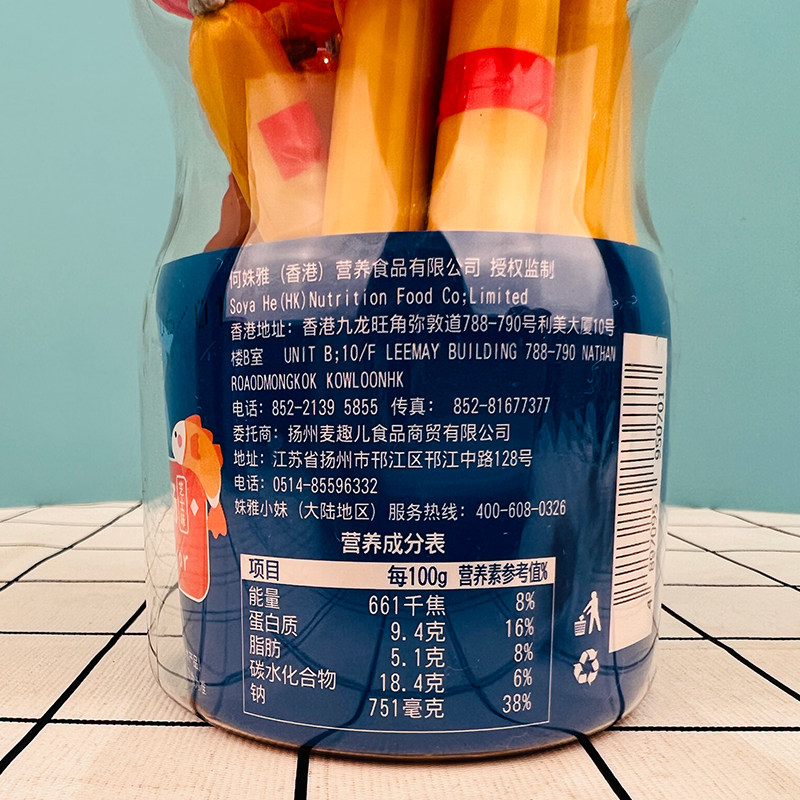 何姝雅（香港）营养食品有限公司 授权监制
Soya He(HK)Nutrition Food Co;Limited
香港地址：香港九龙旺角弥敦道788-790号利美大厦10号
楼B室 UNIT B;10/F LEEMAY BUILDING 788-790 NATHAN
ROAODMONGKOK KOWLOONHK
电话：852-2139 5855 传真： 852-81677377
委托商：扬州麦趣儿食品商贸有限公司
地址：江苏省扬州市邗江区邗江中路128号
电话：0514-85596332
姝雅小妹（大陆地区）服务热线：400-608-0326
营养成分表
项目 每100g 营养素参考值%
能量 661千焦 8%
蛋白质 9.4克 16%
脂肪 5.1克 8%
碳水化合物 18.4克 6%
钠 751毫克 38%
950701